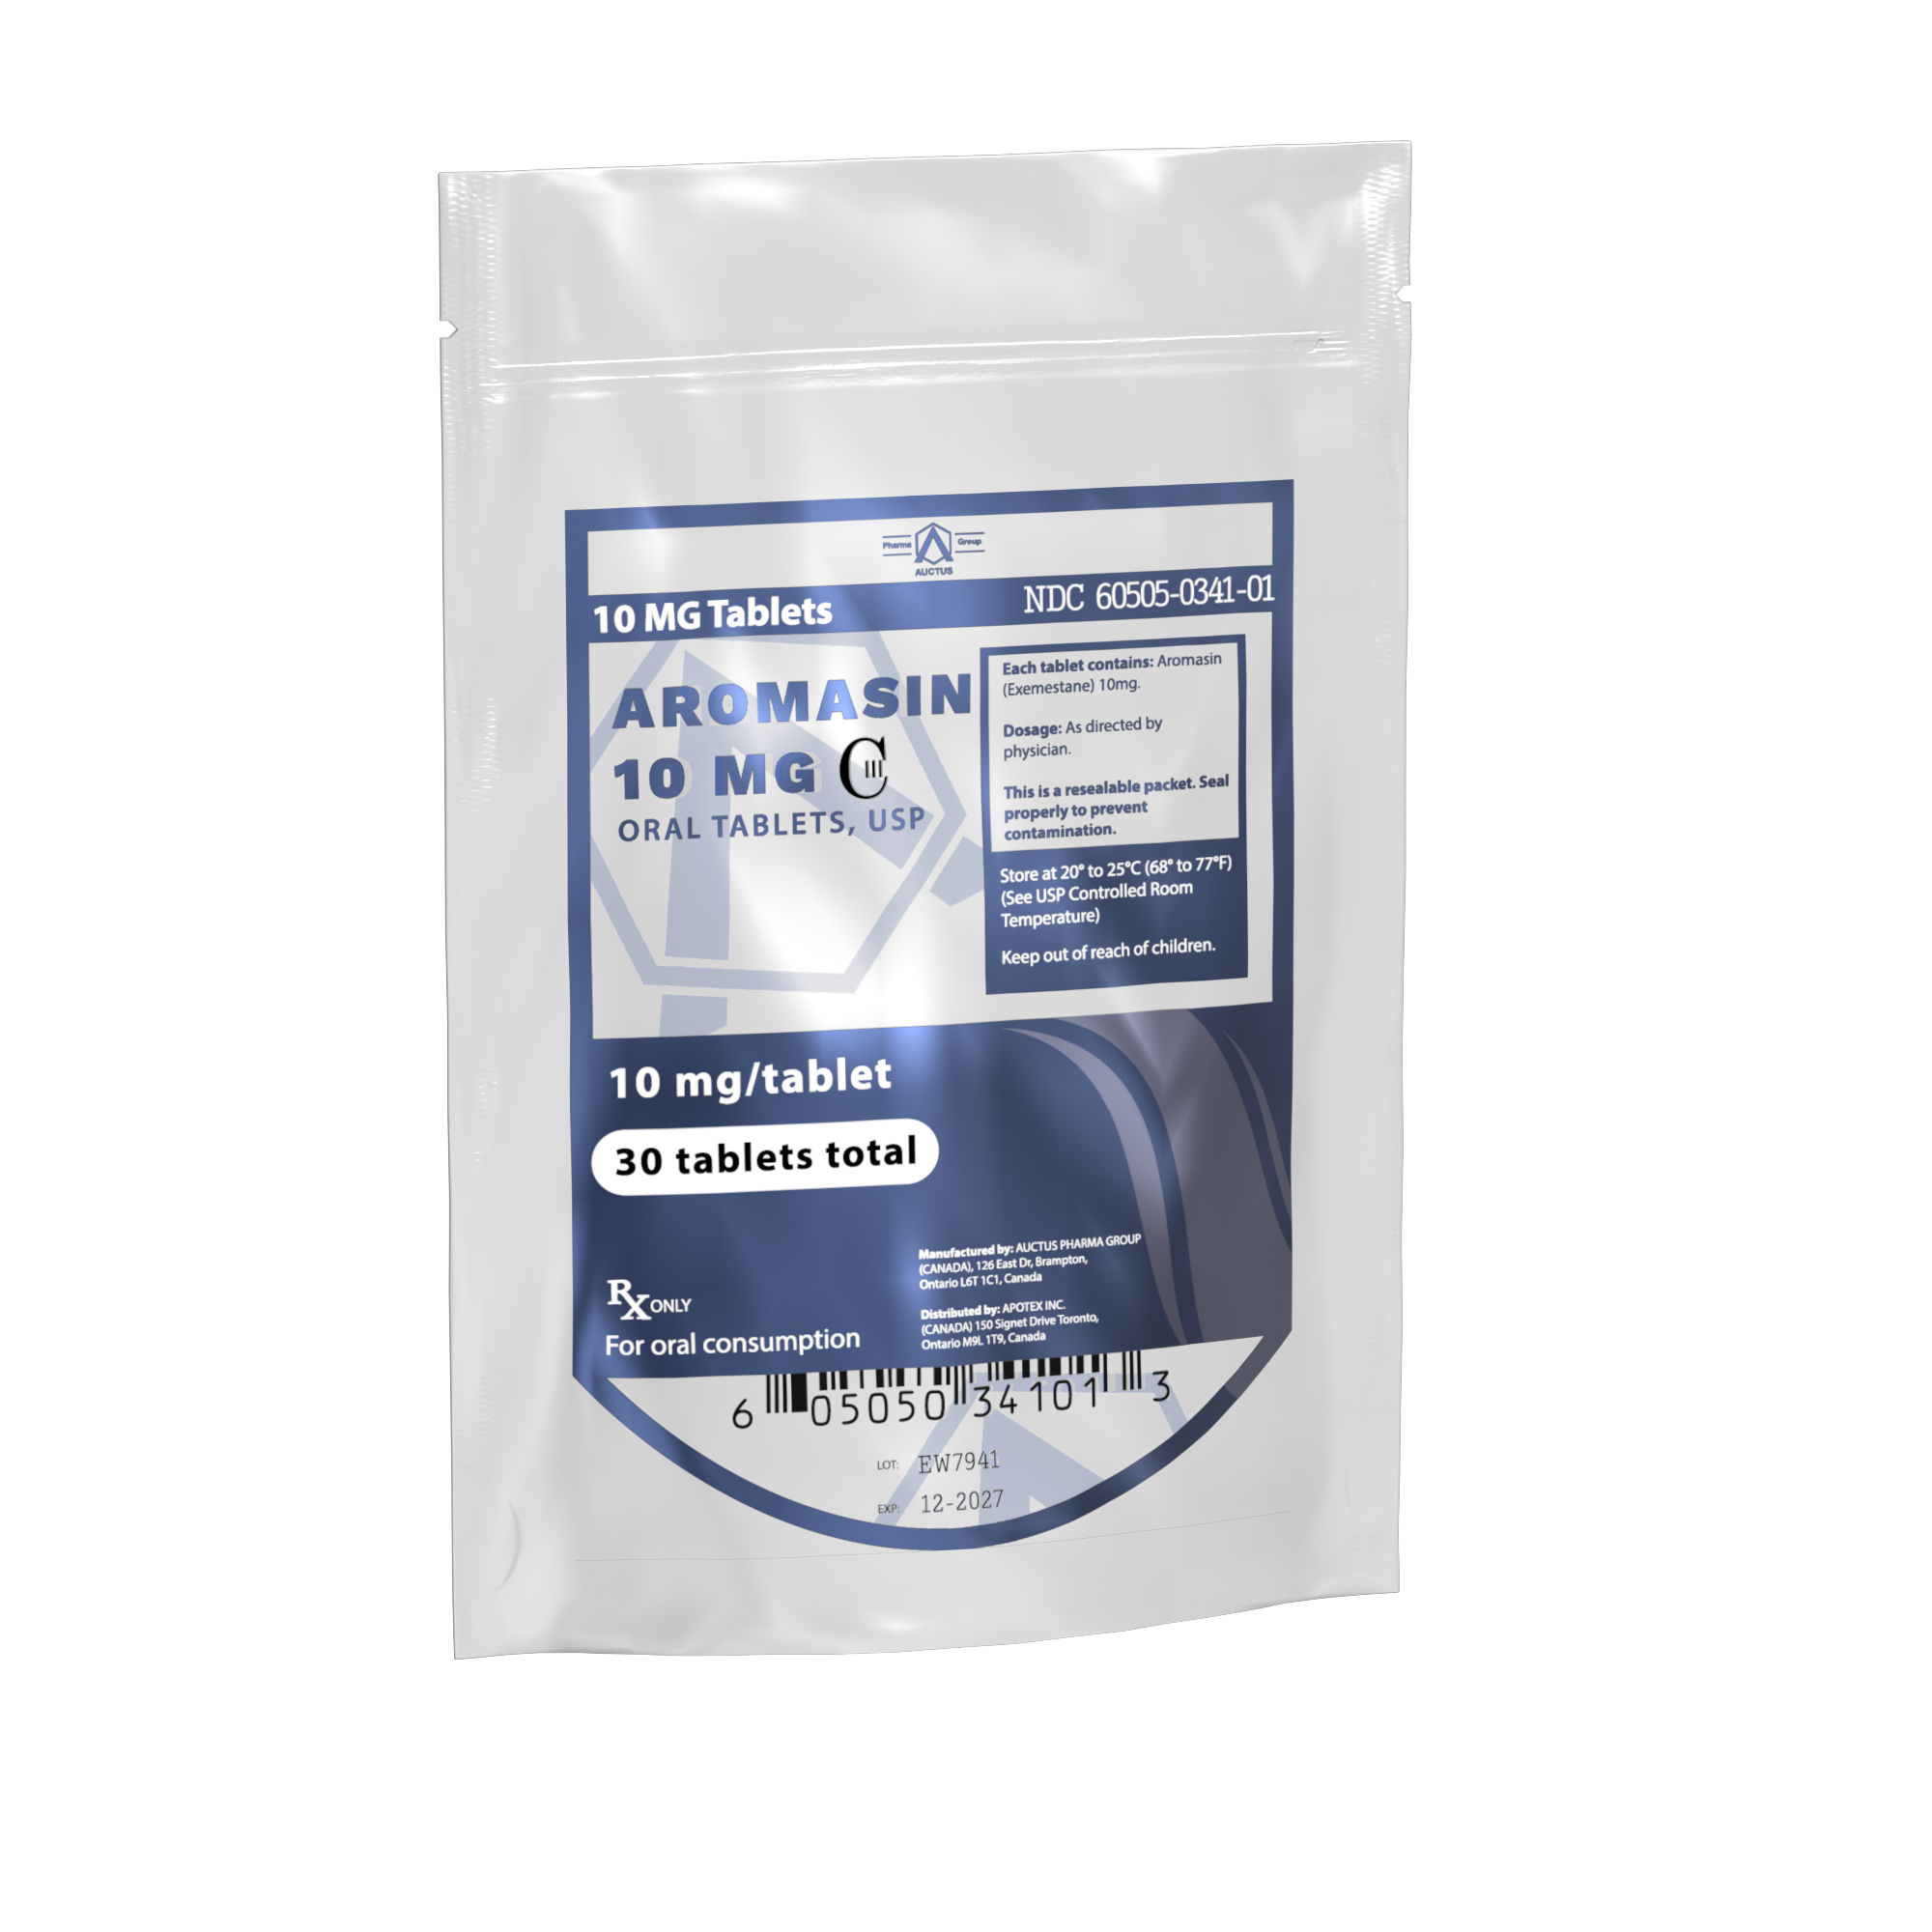 Pharma Group
AUCTUS
10 MG Tablets
NDC 60505-0341-01
AROMASIN
10 MG CIII
ORAL TABLETS, USP
Each tablet contains: Aromasin
(Exemestane) 10mg.
Dosage: As directed by
physician.
This is a resealable packet. Seal
properly to prevent
contamination.
Store at 20° to 25°C (68° to 77°F)
(See USP Controlled Room
Temperature)
Keep out of reach of children.
10 mg/tablet
30 tablets total
Rx ONLY
For oral consumption
Manufactured by: AUCTUS PHARMA GROUP
(CANADA), 126 East Dr, Brampton,
Ontario L6T 1C1, Canada
Distributed by: APOTEX INC.
(CANADA) 150 Signet Drive Toronto,
Ontario M9L 1T9, Canada
6 05050 34101 3
LOT: EW7941
EXP: 12-2027